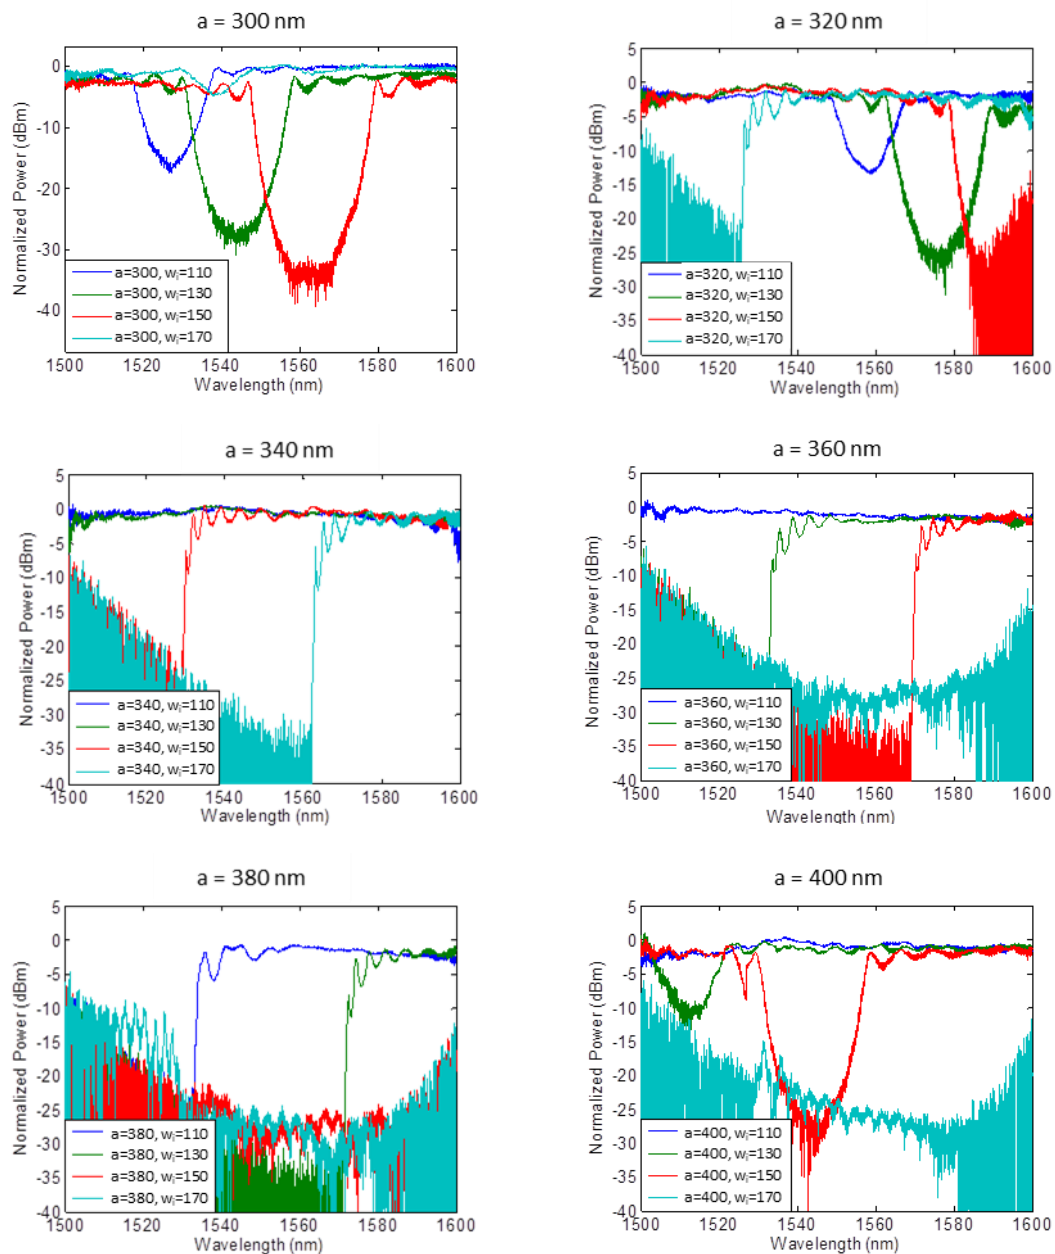 a = 300 nm
0
-10
-20
-30
-40
Normalized Power (dBm)
a=300, wi=110
a=300, wi=130
a=300, wi=150
a=300, wi=170
1500 1520 1540 1560 1580 1600
Wavelength (nm)
a = 320 nm
5
0
-5
-10
-15
-20
-25
-30
-35
-40
Normalized Power (dBm)
a=320, wi=110
a=320, wi=130
a=320, wi=150
a=320, wi=170
1500 1520 1540 1560 1580 1600
Wavelength (nm)
a = 340 nm
5
0
-5
-10
-15
-20
-25
-30
-35
-40
Normalized Power (dBm)
a=340, wi=110
a=340, wi=130
a=340, wi=150
a=340, wi=170
1500 1520 1540 1560 1580 1600
Wavelength (nm)
a = 360 nm
5
0
-5
-10
-15
-20
-25
-30
-35
-40
Normalized Power (dBm)
a=360, wi=110
a=360, wi=130
a=360, wi=150
a=360, wi=170
1500 1520 1540 1560 1580 1600
Wavelength (nm)
a = 380 nm
5
0
-5
-10
-15
-20
-25
-30
-35
-40
Normalized Power (dBm)
a=380, wi=110
a=380, wi=130
a=380, wi=150
a=380, wi=170
1500 1520 1540 1560 1580 1600
Wavelength (nm)
a = 400 nm
5
0
-5
-10
-15
-20
-25
-30
-35
-40
Normalized Power (dBm)
a=400, wi=110
a=400, wi=130
a=400, wi=150
a=400, wi=170
1500 1520 1540 1560 1580 1600
Wavelength (nm)